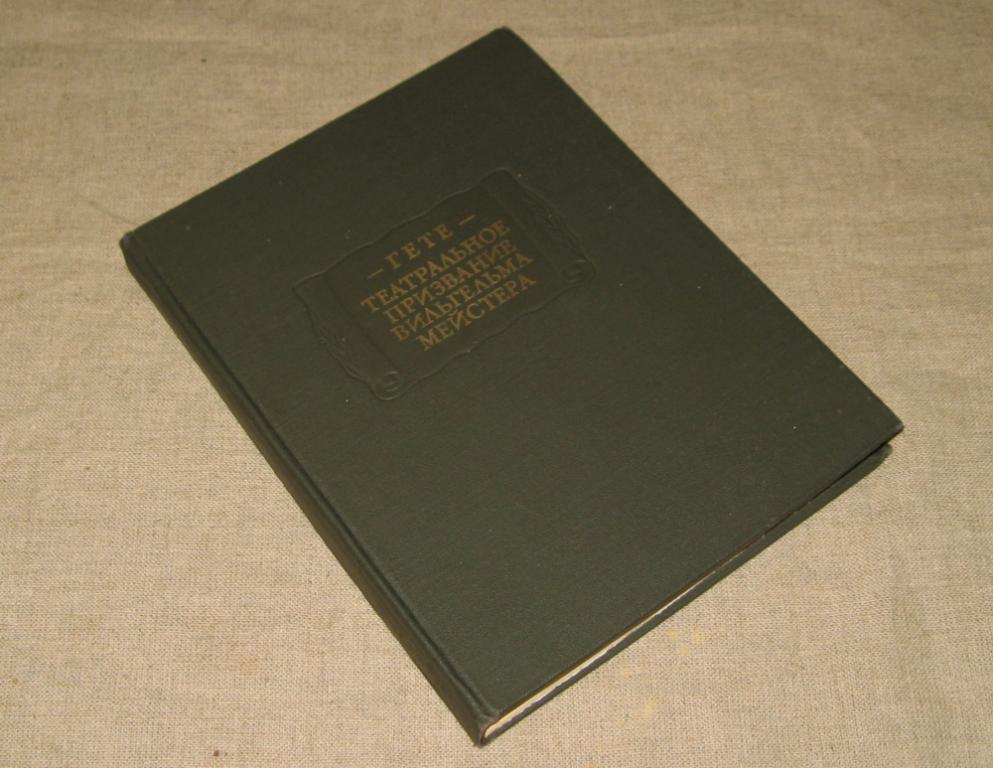 — ГЕТЕ —
ТЕАТРАЛЬНОЕ
ПРИЗВАНИЕ
ВИЛЬГЕЛЬМА
МЕЙСТЕРА